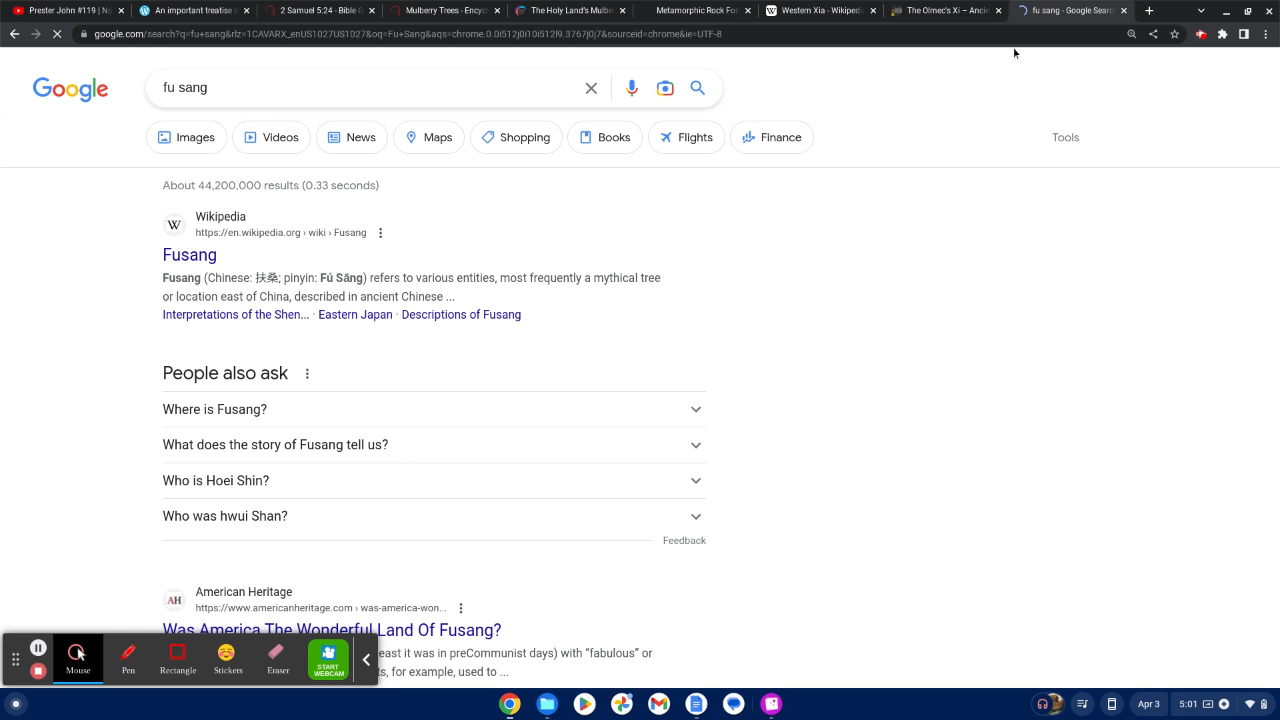 Prester John #119 | No
An important treatise o
2 Samuel 5:24 - Bible G
Mulberry Trees - Encyc
The Holy Land's Mulbe
Metamorphic Rock Fo
Western Xia - Wikipedi
The Olmec's Xi – Ancie
fu sang - Google Searc
google.com/search?q=fu+sang&rlz=1CAVARX_enUS1027US1027&oq=Fu+Sang&aqs=chrome.0.0i512j0i10i512l9.3767j0j7&sourceid=chrome&ie=UTF-8
Google
fu sang
Images
Videos
News
Maps
Shopping
Books
Flights
Finance
Tools
About 44,200,000 results (0.33 seconds)
W
Wikipedia
https://en.wikipedia.org › wiki › Fusang
Fusang
Fusang (Chinese: 扶桑; pinyin: Fú Sāng) refers to various entities, most frequently a mythical tree
or location east of China, described in ancient Chinese ...
Interpretations of the Shen... · Eastern Japan · Descriptions of Fusang
People also ask
Where is Fusang?
What does the story of Fusang tell us?
Who is Hoei Shin?
Who was hwui Shan?
Feedback
AH
American Heritage
https://www.americanheritage.com › was-america-won...
Was America The Wonderful Land Of Fusang?
east it was in preCommunist days) with “fabulous” or
ts, for example, used to ...
Mouse
Pen
Rectangle
Stickers
Eraser
START
WEBCAM
Apr 3
5:01